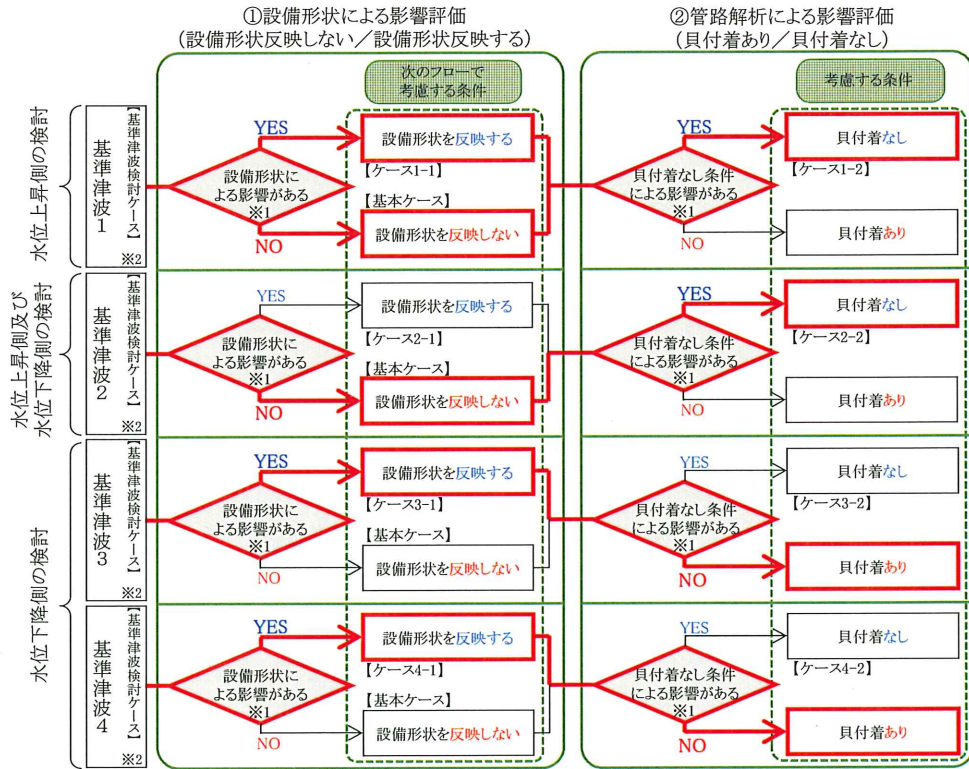 ①設備形状による影響評価
(設備形状反映しない／設備形状反映する)
②管路解析による影響評価
(貝付着あり／貝付着なし)
次のフローで
考慮する条件
考慮する条件
水位上昇側の検討
【基準津波検討ケース】
基準津波1
※2
設備形状に
よる影響がある
※1
YES
設備形状を反映する
【ケース1-1】
【基本ケース】
NO
設備形状を反映しない
貝付着なし条件
による影響がある
※1
YES
貝付着なし
【ケース1-2】
NO
貝付着あり
水位上昇側及び
水位下降側の検討
【基準津波検討ケース】
基準津波2
※2
設備形状に
よる影響がある
※1
YES
設備形状を反映する
【ケース2-1】
【基本ケース】
NO
設備形状を反映しない
貝付着なし条件
による影響がある
※1
YES
貝付着なし
【ケース2-2】
NO
貝付着あり
水位下降側の検討
【基準津波検討ケース】
基準津波3
※2
設備形状に
よる影響がある
※1
YES
設備形状を反映する
【ケース3-1】
【基本ケース】
NO
設備形状を反映しない
貝付着なし条件
による影響がある
※1
YES
貝付着なし
【ケース3-2】
NO
貝付着あり
【基準津波検討ケース】
基準津波4
※2
設備形状に
よる影響がある
※1
YES
設備形状を反映する
【ケース4-1】
【基本ケース】
NO
設備形状を反映しない
貝付着なし条件
による影響がある
※1
YES
貝付着なし
【ケース4-2】
NO
貝付着あり